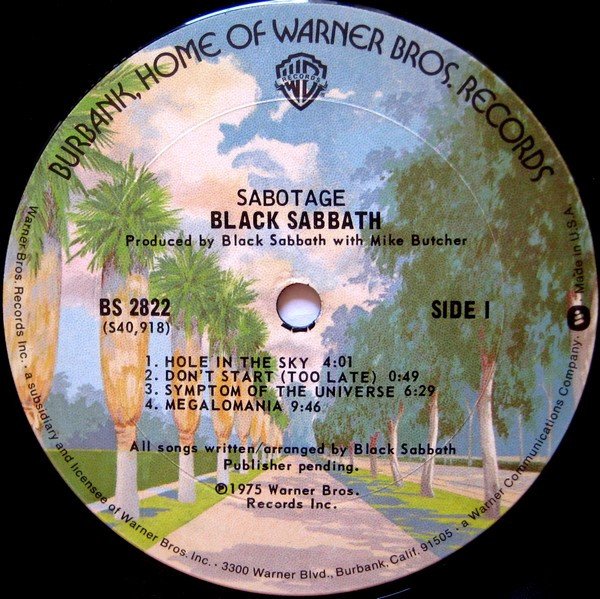 BURBANK, HOME OF WARNER BROS. RECORDS
WB
RECORDS
SABOTAGE
BLACK SABBATH
Produced by Black Sabbath with Mike Butcher
BS 2822
(S40,918)
SIDE 1
1. HOLE IN THE SKY 4:01
2. DON'T START (TOO LATE) 0:49
3. SYMPTOM OF THE UNIVERSE 6:29
4. MEGALOMANIA 9:46
All songs written/arranged by Black Sabbath
Publisher pending.
℗1975 Warner Bros.
Records Inc.
Warner Bros. Records Inc. · a subsidiary and licensee of Warner Bros. Inc. · 3300 Warner Blvd., Burbank, Calif. 91505 · a Warner Communications Company · Made in U.S.A.